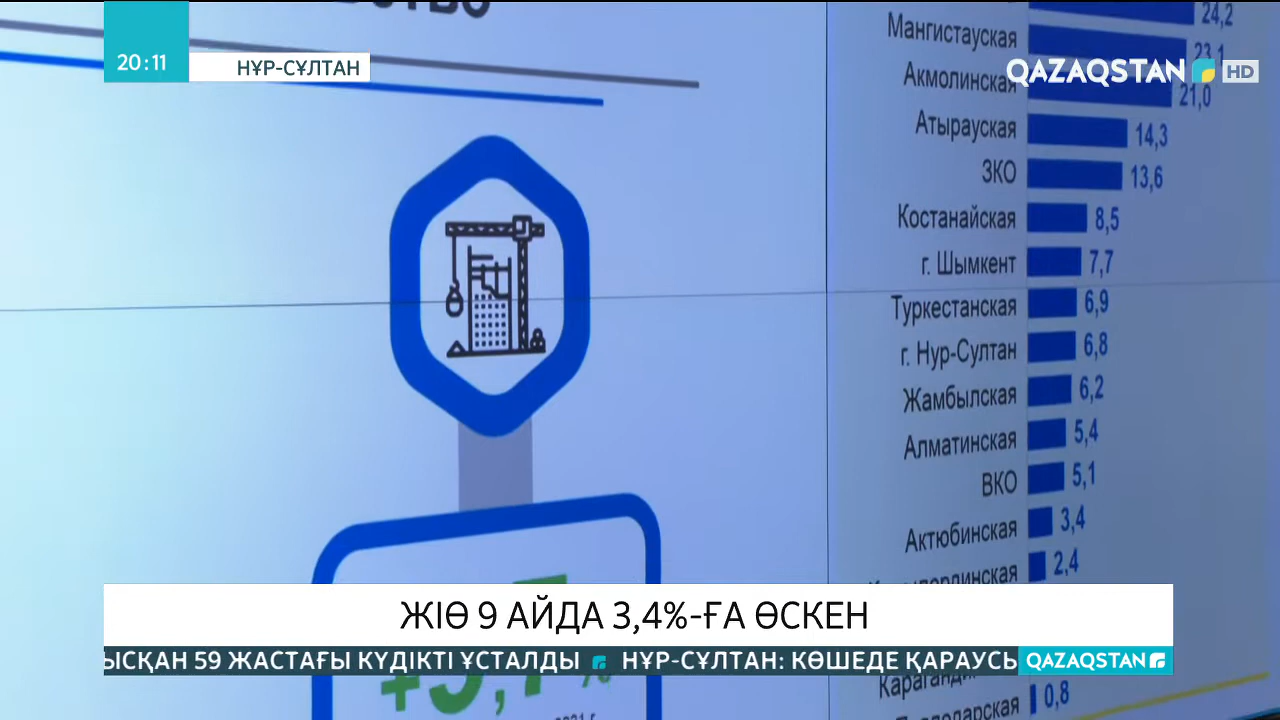 20:11
НҰР-СҰЛТАН
QAZAQSTAN HD
24,2
Мангистауская 23,1
Акмолинская 21,0
Атырауская 14,3
ЗКО 13,6
Костанайская 8,5
г. Шымкент 7,7
Туркестанская 6,9
г. Нур-Султан 6,8
Жамбылская 6,2
Алматинская 5,4
ВКО 5,1
Актюбинская 3,4
2,4
0,8
ЖІӨ 9 АЙДА 3,4%-ҒА ӨСКЕН
ЫСҚАН 59 ЖАСТАҒЫ КҮДІКТІ ҰСТАЛДЫ НҰР-СҰЛТАН: КӨШЕДЕ ҚАРАУСЫ
QAZAQSTAN